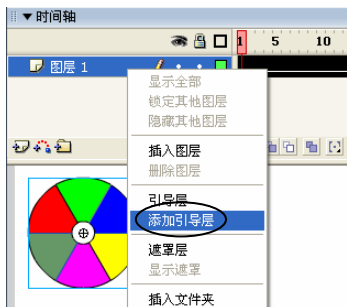 ▼时间轴
1 5 10
图层 1
显示全部
锁定其他图层
隐藏其他图层
插入图层
删除图层
引导层
添加引导层
遮罩层
显示遮罩
插入文件夹